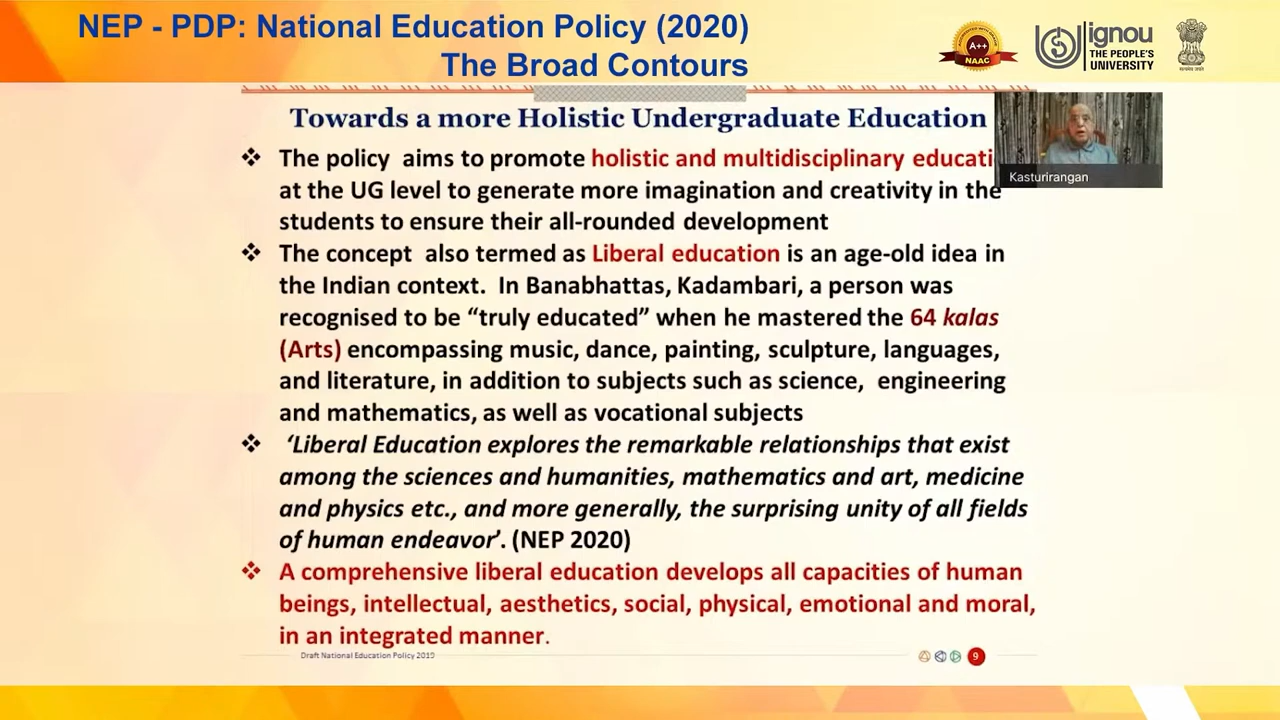 NEP - PDP: National Education Policy (2020)
The Broad Contours
A++
NAAC
ignou
THE PEOPLE'S
UNIVERSITY
Towards a more Holistic Undergraduate Education
Kasturirangan
❖ The policy aims to promote holistic and multidisciplinary educati
at the UG level to generate more imagination and creativity in the
students to ensure their all-rounded development
❖ The concept also termed as Liberal education is an age-old idea in
the Indian context. In Banabhattas, Kadambari, a person was
recognised to be “truly educated” when he mastered the 64 kalas
(Arts) encompassing music, dance, painting, sculpture, languages,
and literature, in addition to subjects such as science, engineering
and mathematics, as well as vocational subjects
❖ ‘Liberal Education explores the remarkable relationships that exist
among the sciences and humanities, mathematics and art, medicine
and physics etc., and more generally, the surprising unity of all fields
of human endeavor’. (NEP 2020)
❖ A comprehensive liberal education develops all capacities of human
beings, intellectual, aesthetics, social, physical, emotional and moral,
in an integrated manner.
Draft National Education Policy 2019
9